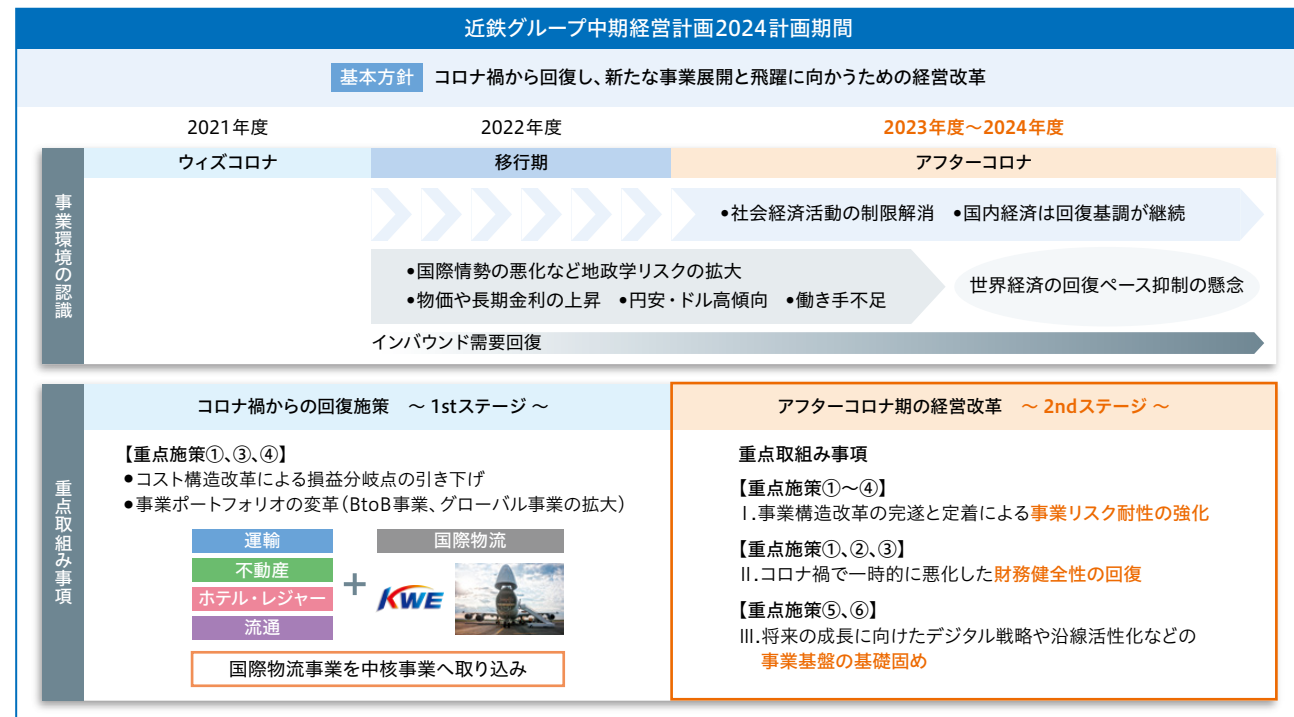 近鉄グループ中期経営計画2024計画期間
基本方針 コロナ禍から回復し、新たな事業展開と飛躍に向かうための経営改革
2021年度 2022年度 2023年度～2024年度
事業環境の認識
ウィズコロナ 移行期 アフターコロナ
•社会経済活動の制限解消 •国内経済は回復基調が継続
•国際情勢の悪化など地政学リスクの拡大
•物価や長期金利の上昇 •円安・ドル高傾向 •働き手不足
世界経済の回復ペース抑制の懸念
インバウンド需要回復
重点取組み事項
コロナ禍からの回復施策 ～1stステージ～
【重点施策①、③、④】
●コスト構造改革による損益分岐点の引き下げ
●事業ポートフォリオの変革（BtoB事業、グローバル事業の拡大）
運輸
不動産
ホテル・レジャー
流通
+
国際物流
KWE
国際物流事業を中核事業へ取り込み
アフターコロナ期の経営改革 ～2ndステージ～
重点取組み事項
【重点施策①～④】
Ⅰ.事業構造改革の完遂と定着による事業リスク耐性の強化
【重点施策①、②、③】
Ⅱ.コロナ禍で一時的に悪化した財務健全性の回復
【重点施策⑤、⑥】
Ⅲ.将来の成長に向けたデジタル戦略や沿線活性化などの
事業基盤の基礎固め